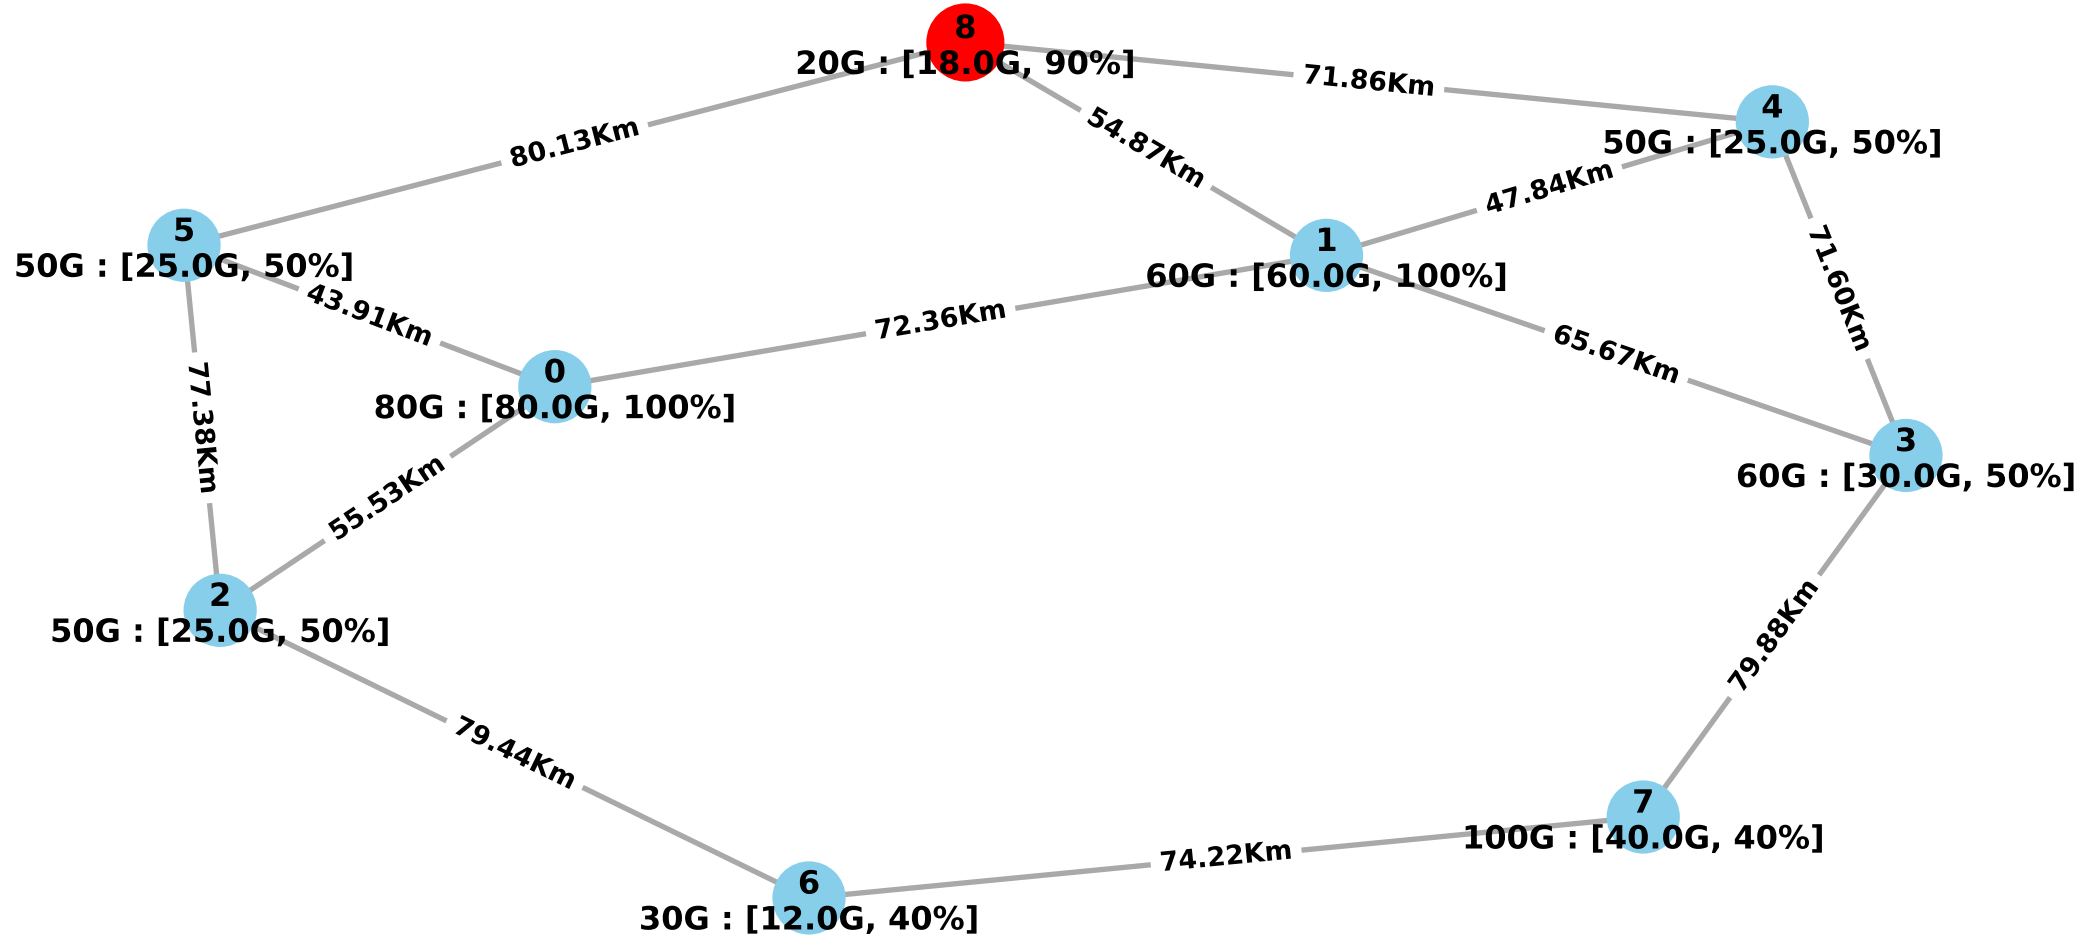 8
20G : [18.0G, 90%]
71.86Km
4
50G : [25.0G, 50%]
80.13Km
54.87Km
47.84Km
5
50G : [25.0G, 50%]
1
60G : [60.0G, 100%]
43.91Km
72.36Km
71.60Km
65.67Km
0
80G : [80.0G, 100%]
77.38Km
55.53Km
3
60G : [30.0G, 50%]
2
50G : [25.0G, 50%]
79.88Km
79.44Km
7
100G : [40.0G, 40%]
74.22Km
6
30G : [12.0G, 40%]